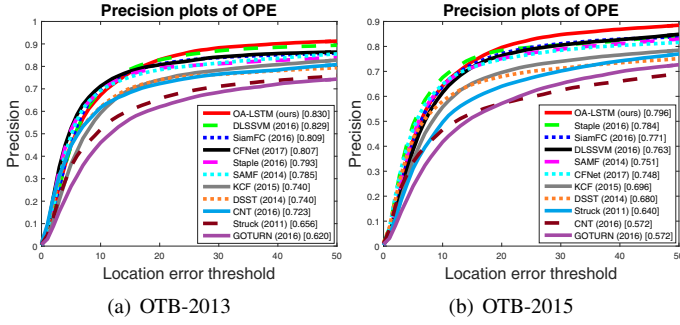 Precision plots of OPE
Precision
1
0.9
0.8
0.7
0.6
0.5
0.4
0.3
0.2
0.1
0
OA-LSTM (ours) [0.830]
DLSSVM (2016) [0.829]
SiamFC (2016) [0.809]
CFNet (2017) [0.807]
Staple (2016) [0.793]
SAMF (2014) [0.785]
KCF (2015) [0.740]
DSST (2014) [0.740]
CNT (2016) [0.723]
Struck (2011) [0.656]
GOTURN (2016) [0.620]
0 10 20 30 40 50
Location error threshold
(a) OTB-2013
Precision plots of OPE
Precision
0.9
0.8
0.7
0.6
0.5
0.4
0.3
0.2
0.1
0
OA-LSTM (ours) [0.796]
Staple (2016) [0.784]
SiamFC (2016) [0.771]
DLSSVM (2016) [0.763]
SAMF (2014) [0.751]
CFNet (2017) [0.748]
KCF (2015) [0.696]
DSST (2014) [0.680]
Struck (2011) [0.640]
CNT (2016) [0.572]
GOTURN (2016) [0.572]
0 10 20 30 40 50
Location error threshold
(b) OTB-2015